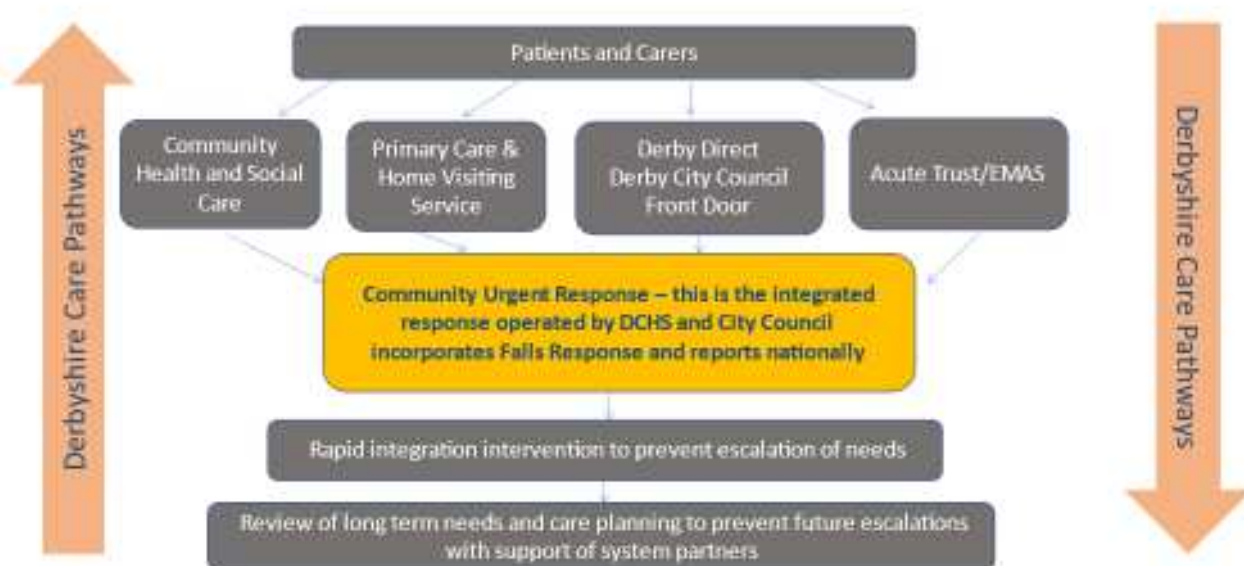 Patients and Carers
Community
Health and Social
Care
Primary Care &
Home Visiting
Service
Derby Direct
Derby City Council
Front Door
Acute Trust/EMAS
Community Urgent Response – this is the integrated
response operated by DCHS and City Council
incorporates Falls Response and reports nationally
Rapid integration intervention to prevent escalation of needs
Review of long term needs and care planning to prevent future escalations
with support of system partners
Derbyshire Care Pathways
Derbyshire Care Pathways